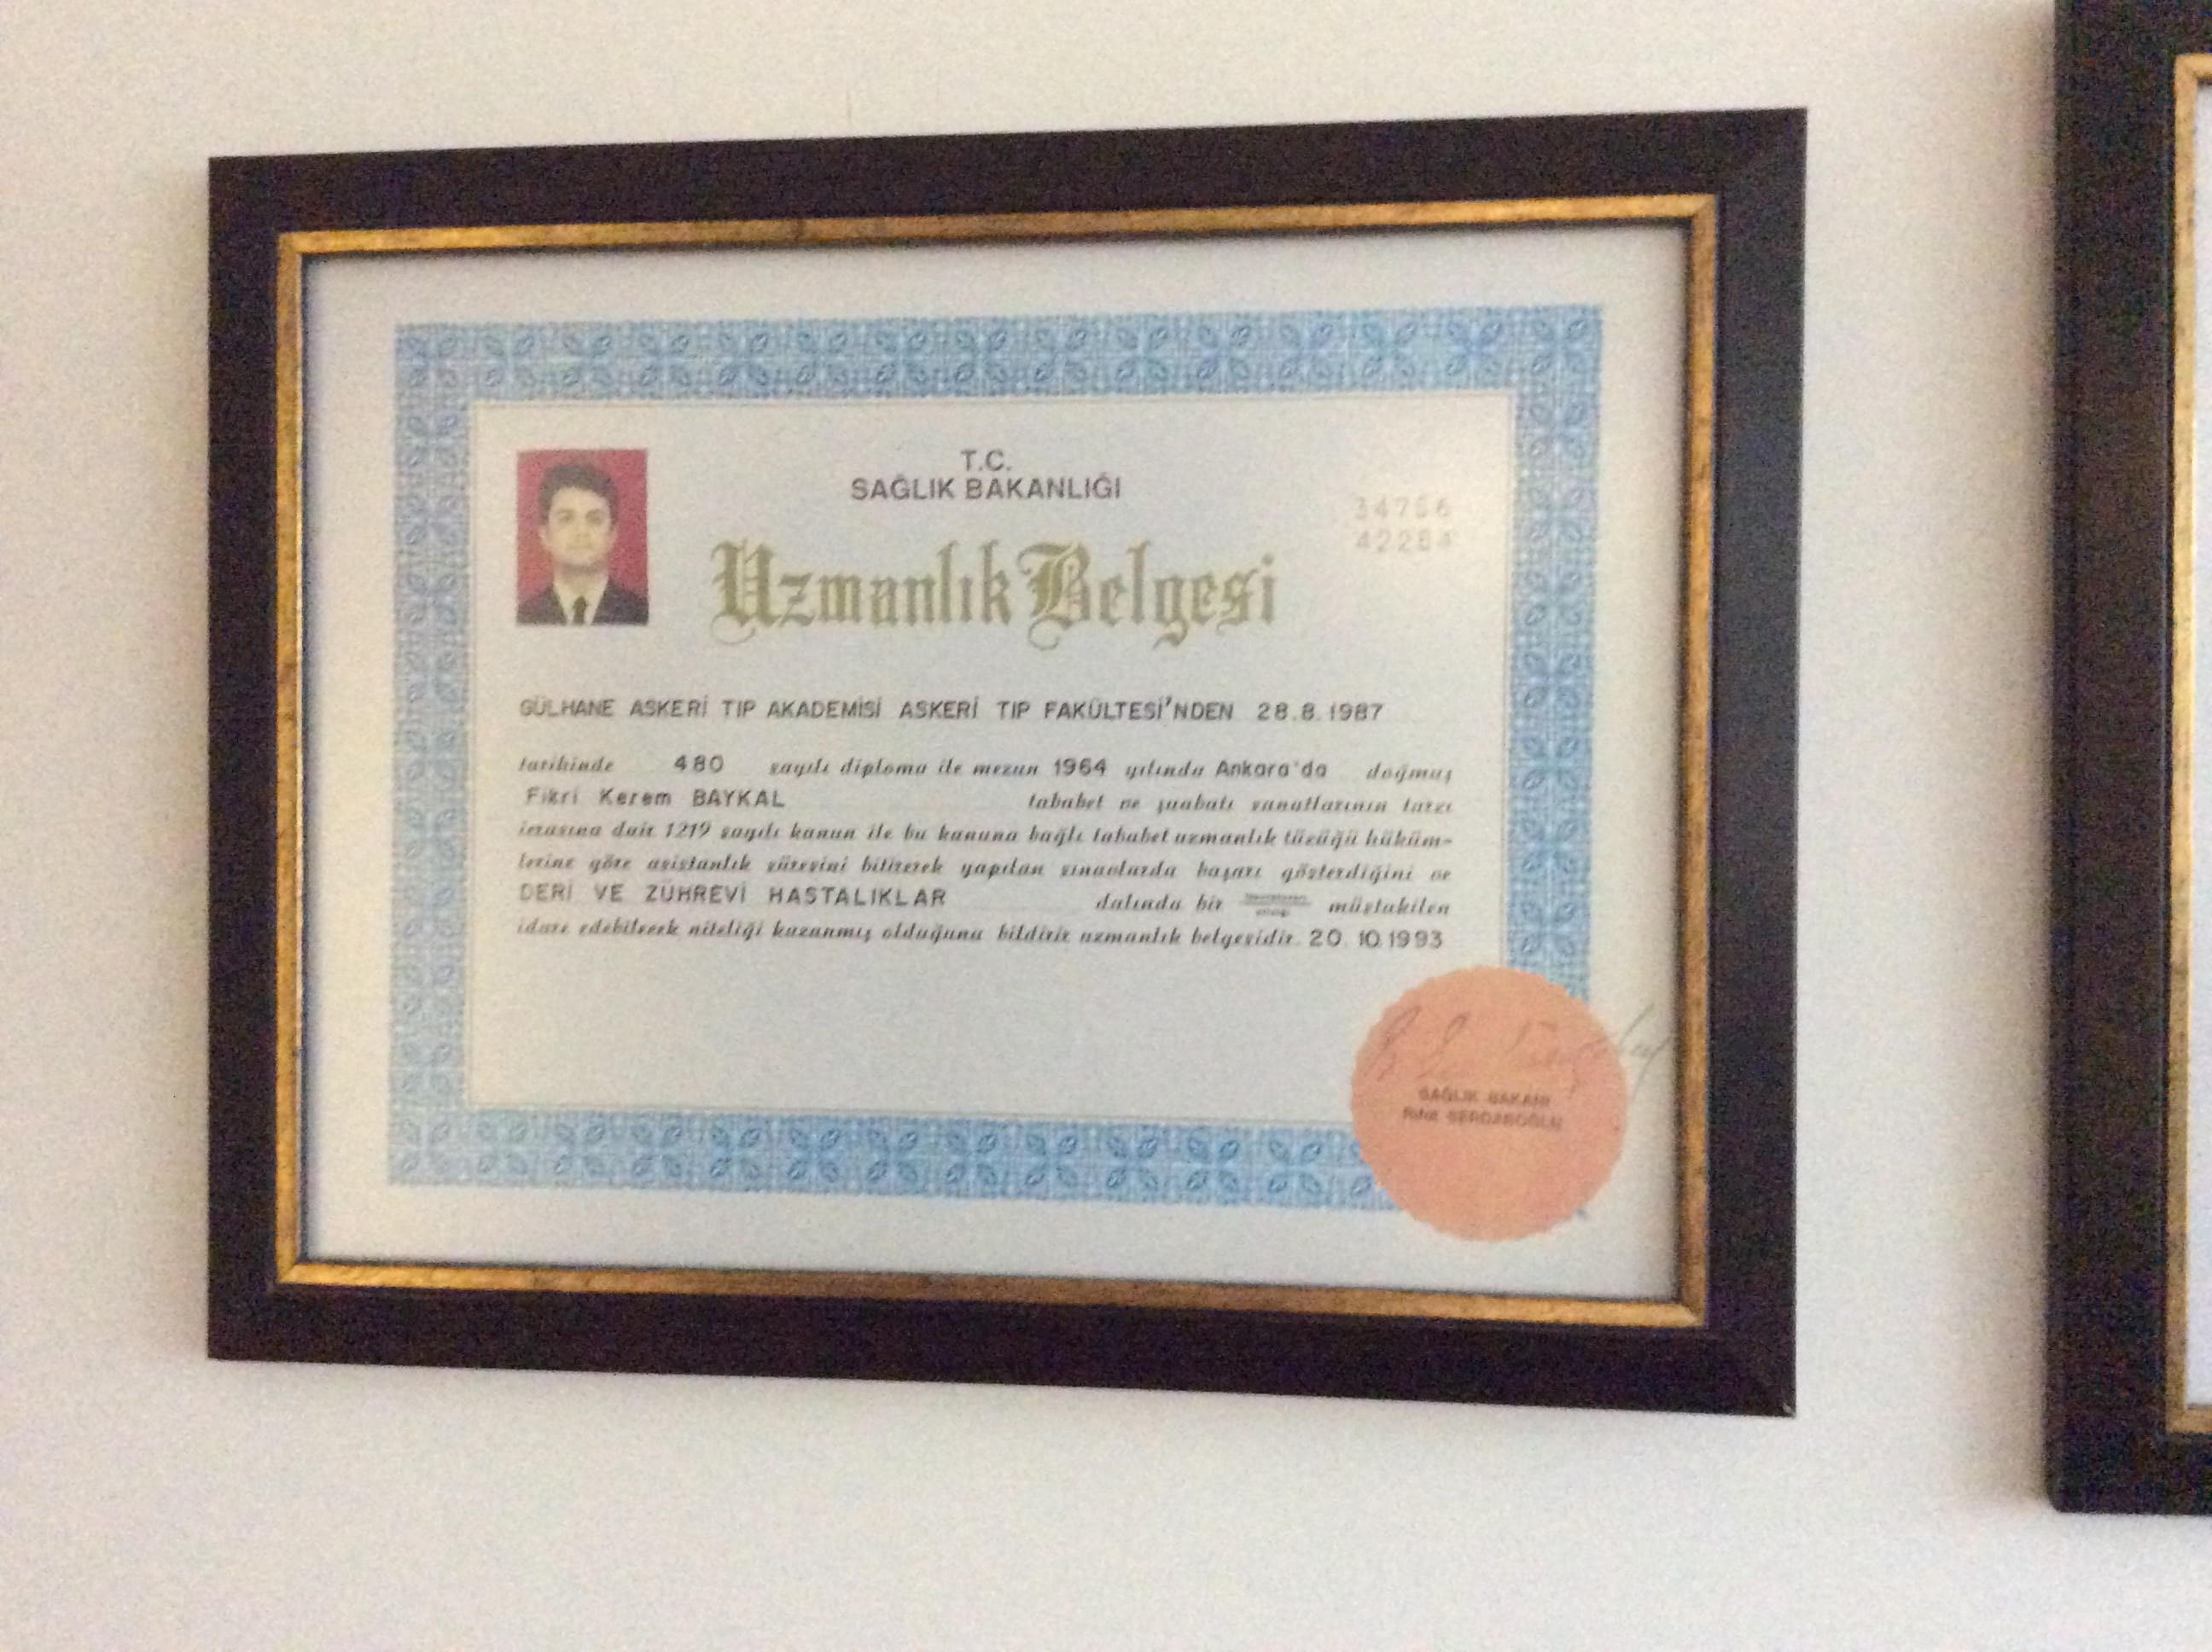 T.C.
SAĞLIK BAKANLIĞI
42284
Uzmanlık Belgesi
GÜLHANE ASKERİ TIP AKADEMİSİ ASKERİ TIP FAKÜLTESİ'NDEN 28.8.1987
tarihinde 480 sayılı diploma ile mezun 1964 yılında Ankara'da doğmuş
Fikri Kerem BAYKAL tababet ve şuabatı sanatlarının tarzı
icrasına dair 1219 sayılı kanun ile bu kanuna bağlı tababet uzmanlık tüzüğü hüküm-
lerine göre asistanlık süresini bitirerek yapılan sınavlarda başarı gösterdiğini ve
DERİ VE ZÜHREVİ HASTALIKLAR dalında bir müstakilen
idare edebilecek niteliği kazanmış olduğunu bildirir uzmanlık belgesidir. 20.10.1993
SAĞLIK BAKANI
SERDAROĞLU